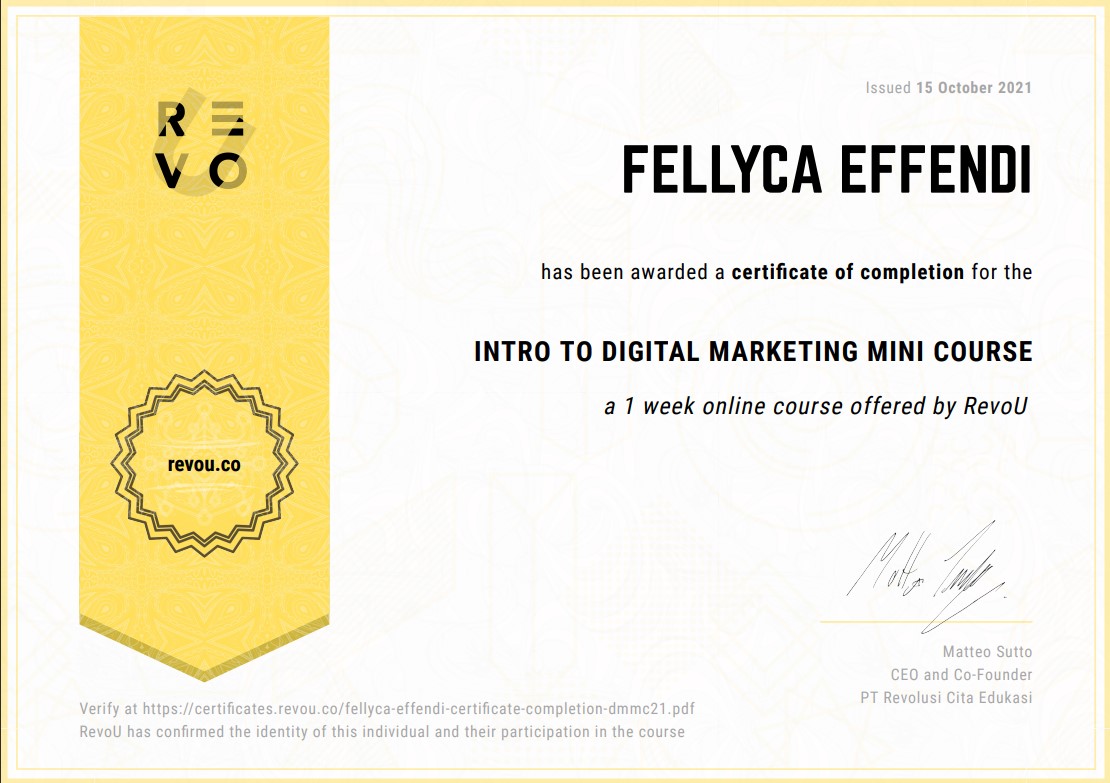 RE
VO
Issued 15 October 2021
FELLYCA EFFENDI
has been awarded a certificate of completion for the
INTRO TO DIGITAL MARKETING MINI COURSE
a 1 week online course offered by RevoU
revou.co
Matteo Sutto
CEO and Co-Founder
PT Revolusi Cita Edukasi
Verify at https://certificates.revou.co/fellyca-effendi-certificate-completion-dmmc21.pdf
RevoU has confirmed the identity of this individual and their participation in the course